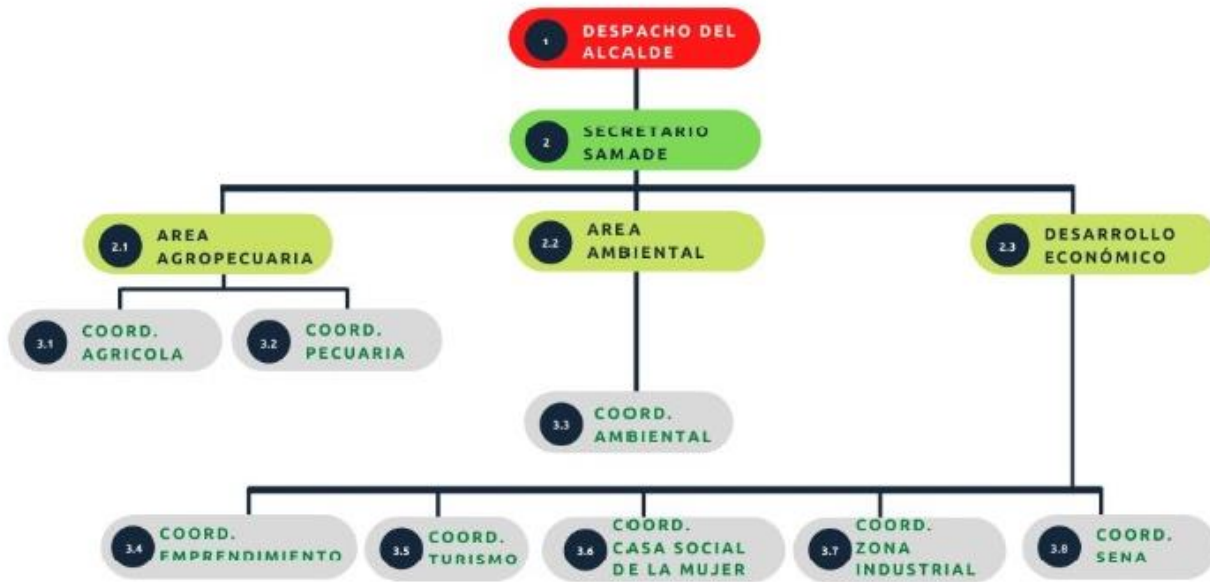 1
DESPACHO DEL
ALCALDE
2
SECRETARIO
SAMADE
2.1
AREA
AGROPECUARIA
2.2
AREA
AMBIENTAL
2.3
DESARROLLO
ECONÓMICO
3.1
COORD.
AGRICOLA
3.2
COORD.
PECUARIA
3.3
COORD.
AMBIENTAL
3.4
COORD.
EMPRENDIMIENTO
3.5
COORD.
TURISMO
3.6
COORD.
CASA SOCIAL
DE LA MUJER
3.7
COORD.
ZONA
INDUSTRIAL
3.8
COORD.
SENA